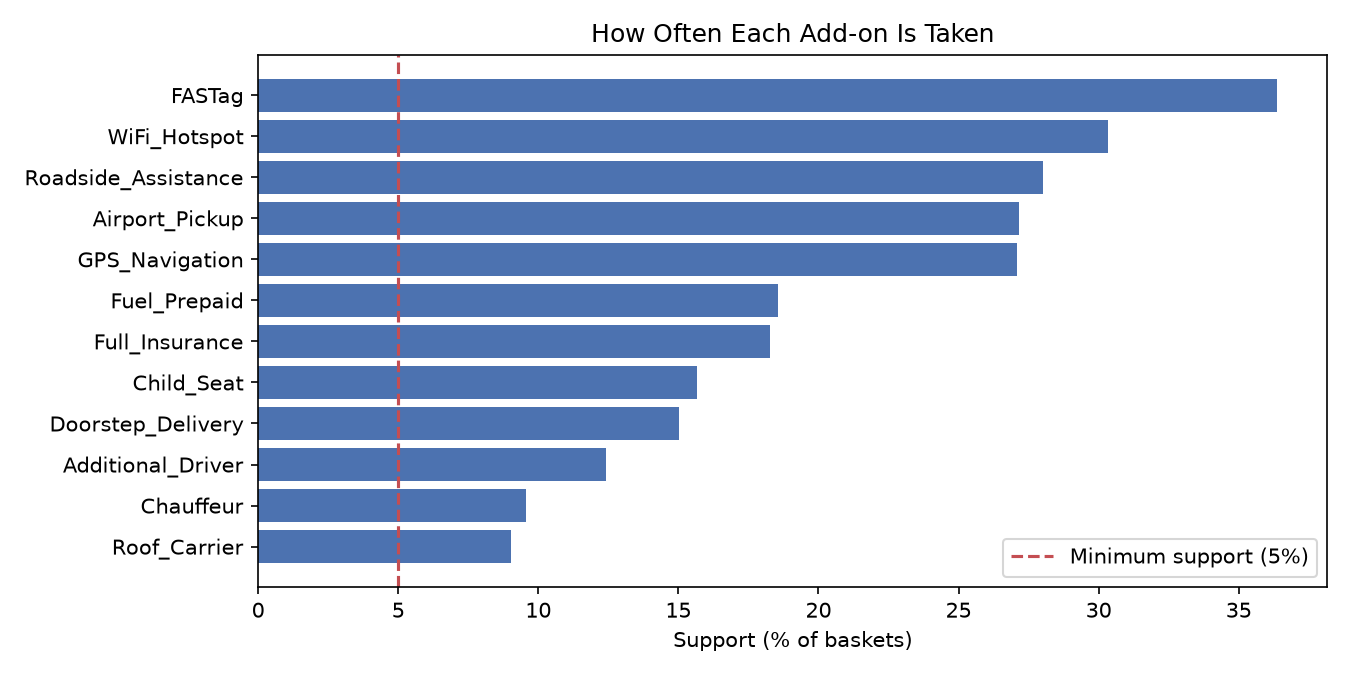 How Often Each Add-on Is Taken
FASTag
WiFi_Hotspot
Roadside_Assistance
Airport_Pickup
GPS_Navigation
Fuel_Prepaid
Full_Insurance
Child_Seat
Doorstep_Delivery
Additional_Driver
Chauffeur
Roof_Carrier
Minimum support (5%)
0 5 10 15 20 25 30 35
Support (% of baskets)